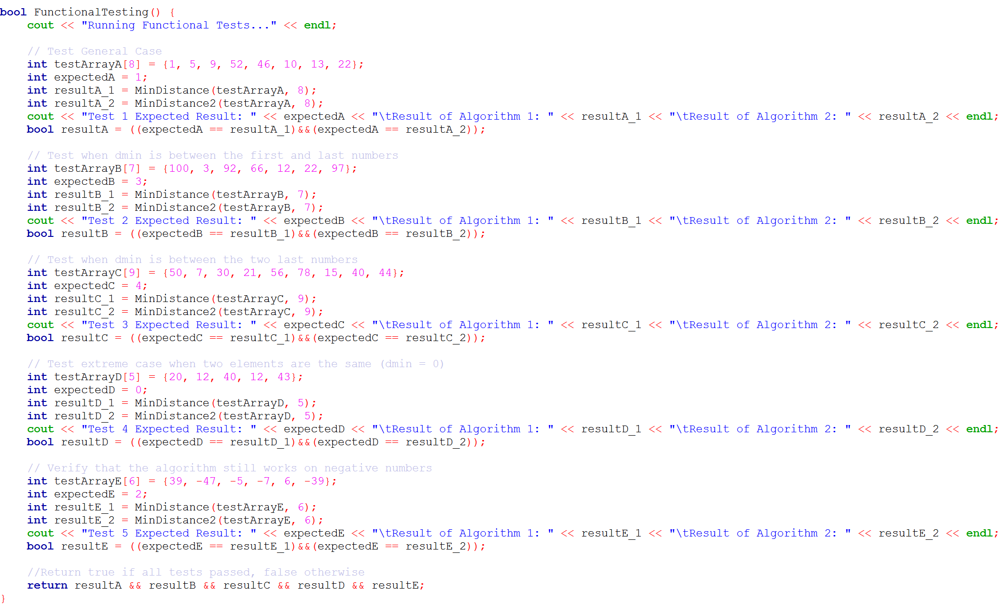 bool FunctionalTesting() {
    cout << "Running Functional Tests..." << endl;

    // Test General Case
    int testArrayA[8] = {1, 5, 9, 52, 46, 10, 13, 22};
    int expectedA = 1;
    int resultA_1 = MinDistance(testArrayA, 8);
    int resultA_2 = MinDistance2(testArrayA, 8);
    cout << "Test 1 Expected Result: " << expectedA << "\tResult of Algorithm 1: " << resultA_1 << "\tResult of Algorithm 2: " << resultA_2 << endl;
    bool resultA = ((expectedA == resultA_1)&&(expectedA == resultA_2));

    // Test when dmin is between the first and last numbers
    int testArrayB[7] = {100, 3, 92, 66, 12, 22, 97};
    int expectedB = 3;
    int resultB_1 = MinDistance(testArrayB, 7);
    int resultB_2 = MinDistance2(testArrayB, 7);
    cout << "Test 2 Expected Result: " << expectedB << "\tResult of Algorithm 1: " << resultB_1 << "\tResult of Algorithm 2: " << resultB_2 << endl;
    bool resultB = ((expectedB == resultB_1)&&(expectedB == resultB_2));

    // Test when dmin is between the two last numbers
    int testArrayC[9] = {50, 7, 30, 21, 56, 78, 15, 40, 44};
    int expectedC = 4;
    int resultC_1 = MinDistance(testArrayC, 9);
    int resultC_2 = MinDistance2(testArrayC, 9);
    cout << "Test 3 Expected Result: " << expectedC << "\tResult of Algorithm 1: " << resultC_1 << "\tResult of Algorithm 2: " << resultC_2 << endl;
    bool resultC = ((expectedC == resultC_1)&&(expectedC == resultC_2));

    // Test extreme case when two elements are the same (dmin = 0)
    int testArrayD[5] = {20, 12, 40, 12, 43};
    int expectedD = 0;
    int resultD_1 = MinDistance(testArrayD, 5);
    int resultD_2 = MinDistance2(testArrayD, 5);
    cout << "Test 4 Expected Result: " << expectedD << "\tResult of Algorithm 1: " << resultD_1 << "\tResult of Algorithm 2: " << resultD_2 << endl;
    bool resultD = ((expectedD == resultD_1)&&(expectedD == resultD_2));

    // Verify that the algorithm still works on negative numbers
    int testArrayE[6] = {39, -47, -5, -7, 6, -39};
    int expectedE = 2;
    int resultE_1 = MinDistance(testArrayE, 6);
    int resultE_2 = MinDistance2(testArrayE, 6);
    cout << "Test 5 Expected Result: " << expectedE << "\tResult of Algorithm 1: " << resultE_1 << "\tResult of Algorithm 2: " << resultE_2 << endl;
    bool resultE = ((expectedE == resultE_1)&&(expectedE == resultE_2));

    //Return true if all tests passed, false otherwise
    return resultA && resultB && resultC && resultD && resultE;
}